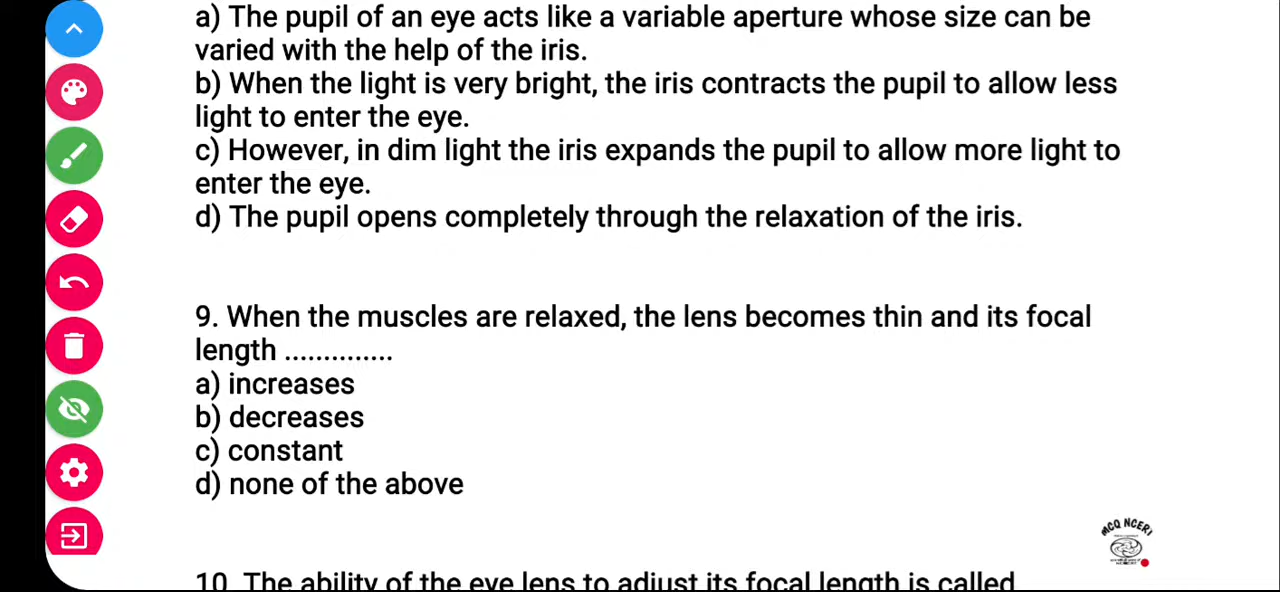 a) The pupil of an eye acts like a variable aperture whose size can be
varied with the help of the iris.
b) When the light is very bright, the iris contracts the pupil to allow less
light to enter the eye.
c) However, in dim light the iris expands the pupil to allow more light to
enter the eye.
d) The pupil opens completely through the relaxation of the iris.
9. When the muscles are relaxed, the lens becomes thin and its focal
length ..............
a) increases
b) decreases
c) constant
d) none of the above
MCQ NCERT
10. The ability of the eye lens to adjust its focal length is called